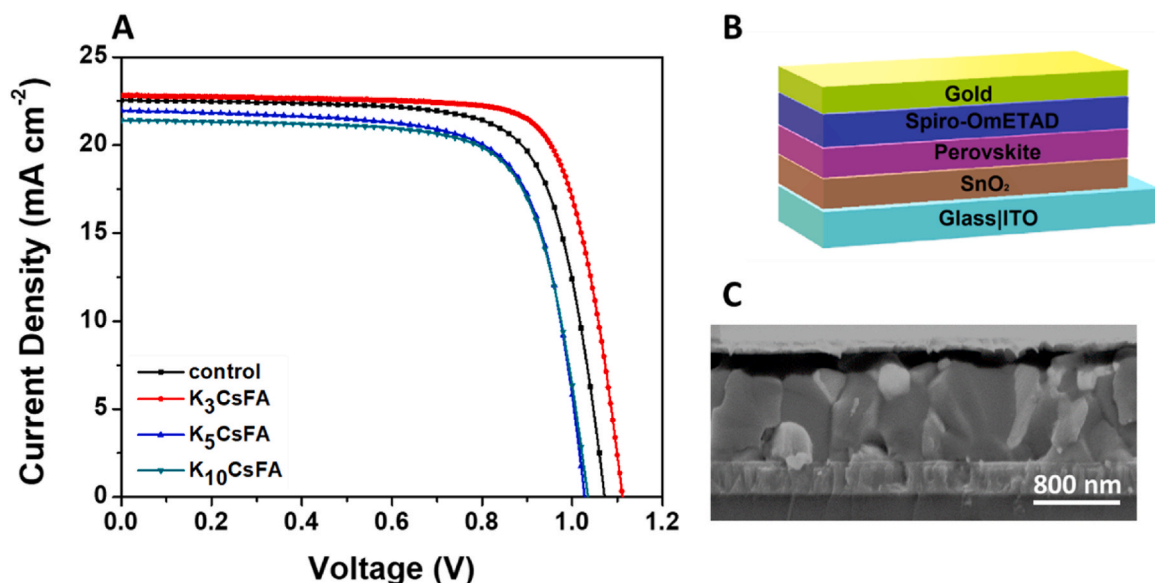 A
Current Density (mA cm⁻²)
25
20
15
10
5
0
0.0 0.2 0.4 0.6 0.8 1.0 1.2
Voltage (V)
control
K₃CsFA
K₅CsFA
K₁₀CsFA
B
Gold
Spiro-OmETAD
Perovskite
SnO₂
Glass|ITO
C
800 nm